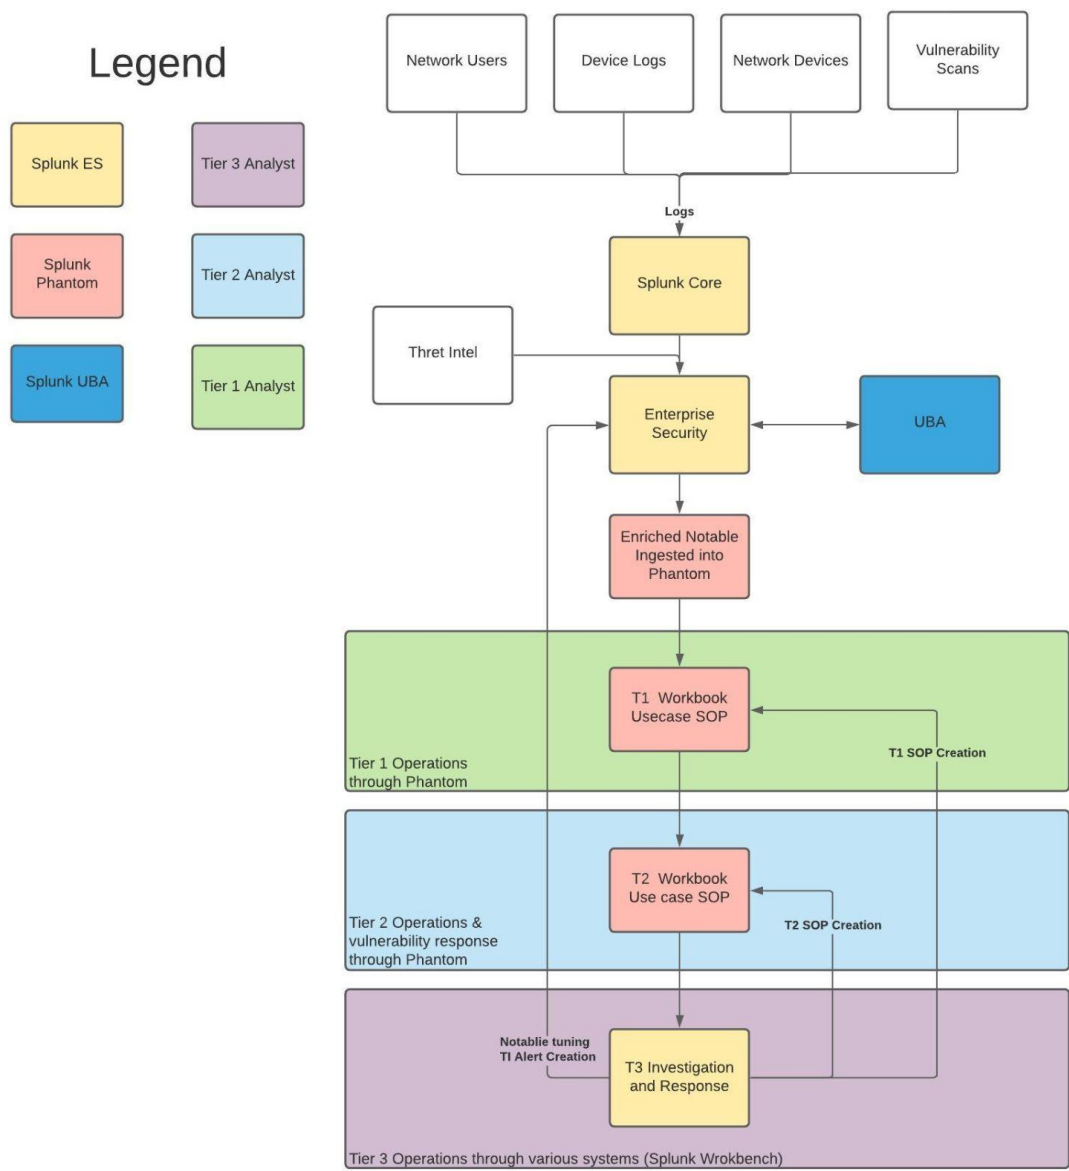 Legend
Splunk ES
Tier 3 Analyst
Splunk
Phantom
Tier 2 Analyst
Splunk UBA
Tier 1 Analyst
Network Users
Device Logs
Network Devices
Vulnerability
Scans
Logs
Splunk Core
Thret Intel
Enterprise
Security
UBA
Enriched Notable
Ingested into
Phantom
T1 Workbook
Usecase SOP
T1 SOP Creation
Tier 1 Operations
through Phantom
T2 Workbook
Use case SOP
T2 SOP Creation
Tier 2 Operations &
vulnerability response
through Phantom
Notablie tuning
TI Alert Creation
T3 Investigation
and Response
Tier 3 Operations through various systems (Splunk Wrokbench)